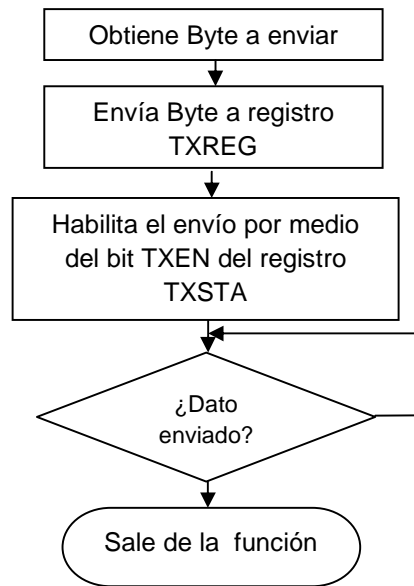 Obtiene Byte a enviar
Envía Byte a registro
TXREG
Habilita el envío por medio
del bit TXEN del registro
TXSTA
¿Dato
enviado?
Sale de la función